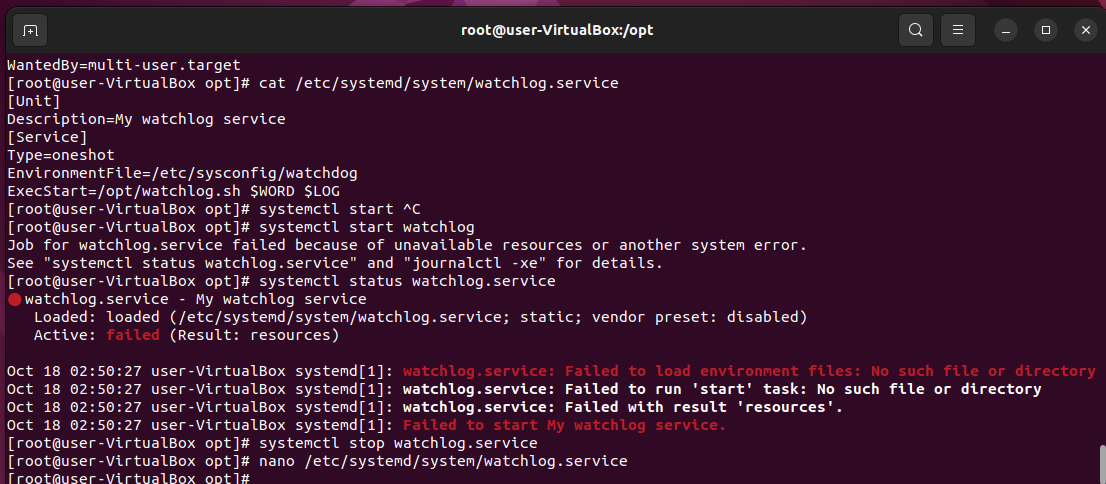 root@user-VirtualBox:/opt
WantedBy=multi-user.target
[root@user-VirtualBox opt]# cat /etc/systemd/system/watchlog.service
[Unit]
Description=My watchlog service
[Service]
Type=oneshot
EnvironmentFile=/etc/sysconfig/watchdog
ExecStart=/opt/watchlog.sh $WORD $LOG
[root@user-VirtualBox opt]# systemctl start ^C
[root@user-VirtualBox opt]# systemctl start watchlog
Job for watchlog.service failed because of unavailable resources or another system error.
See "systemctl status watchlog.service" and "journalctl -xe" for details.
[root@user-VirtualBox opt]# systemctl status watchlog.service
watchlog.service - My watchlog service
Loaded: loaded (/etc/systemd/system/watchlog.service; static; vendor preset: disabled)
Active: failed (Result: resources)
Oct 18 02:50:27 user-VirtualBox systemd[1]: watchlog.service: Failed to load environment files: No such file or directory
Oct 18 02:50:27 user-VirtualBox systemd[1]: watchlog.service: Failed to run 'start' task: No such file or directory
Oct 18 02:50:27 user-VirtualBox systemd[1]: watchlog.service: Failed with result 'resources'.
Oct 18 02:50:27 user-VirtualBox systemd[1]: Failed to start My watchlog service.
[root@user-VirtualBox opt]# systemctl stop watchlog.service
[root@user-VirtualBox opt]# nano /etc/systemd/system/watchlog.service
[root@user-VirtualBox opt]#